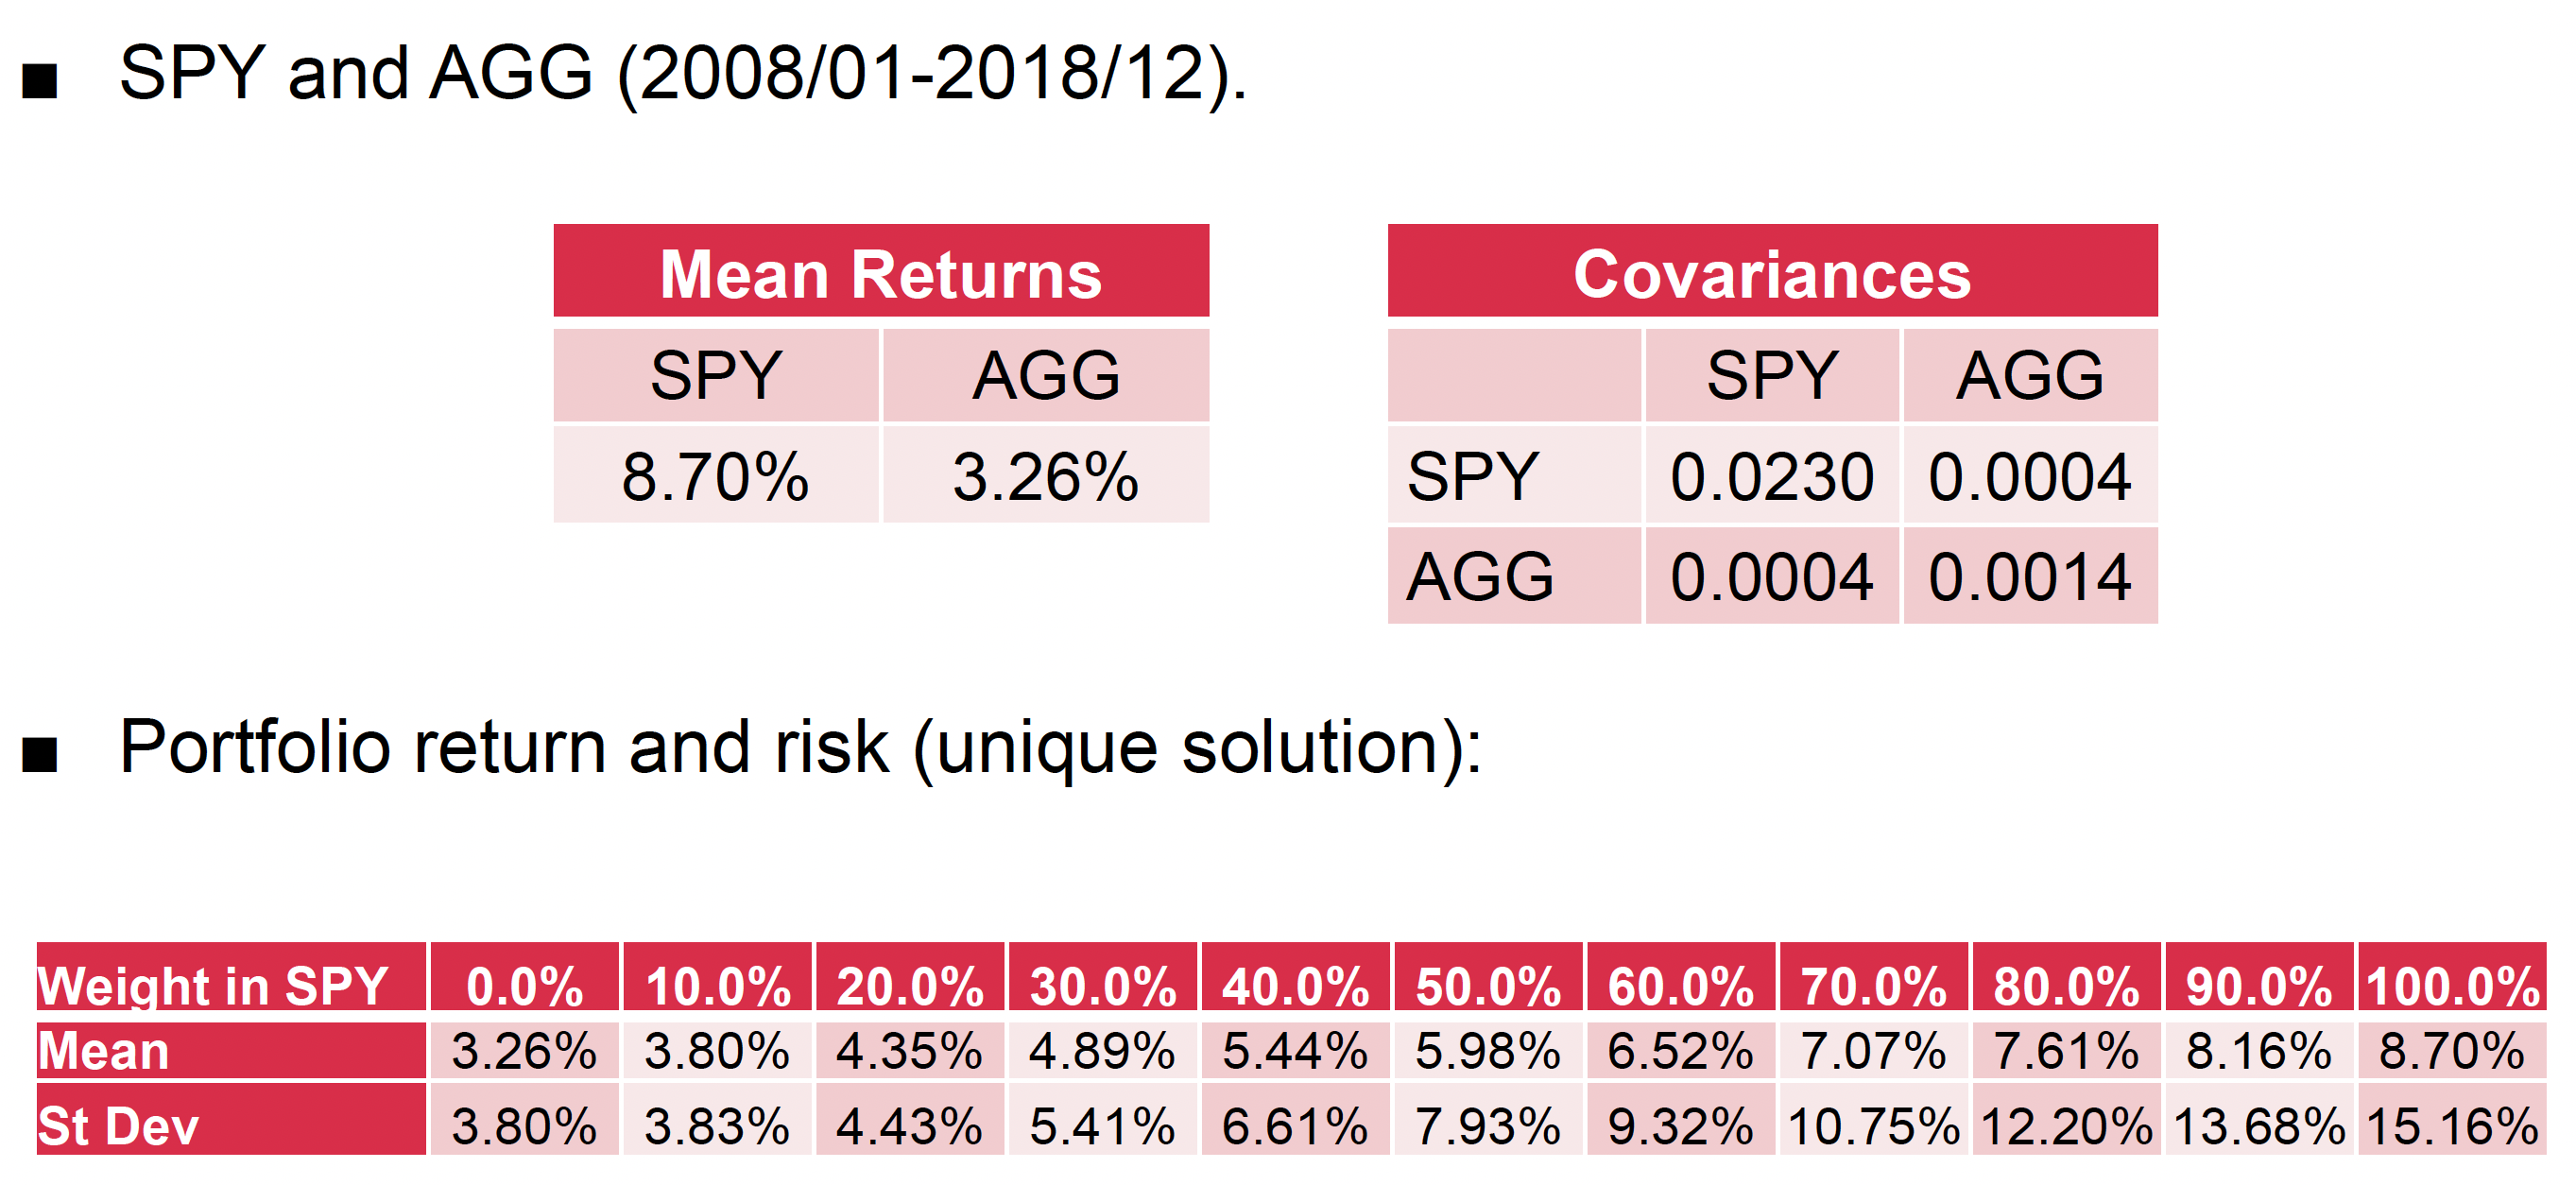 ■ SPY and AGG (2008/01-2018/12).
Mean Returns
SPY AGG
8.70% 3.26%
Covariances
SPY AGG
SPY 0.0230 0.0004
AGG 0.0004 0.0014
■ Portfolio return and risk (unique solution):
Weight in SPY 0.0% 10.0% 20.0% 30.0% 40.0% 50.0% 60.0% 70.0% 80.0% 90.0% 100.0%
Mean 3.26% 3.80% 4.35% 4.89% 5.44% 5.98% 6.52% 7.07% 7.61% 8.16% 8.70%
St Dev 3.80% 3.83% 4.43% 5.41% 6.61% 7.93% 9.32% 10.75% 12.20% 13.68% 15.16%